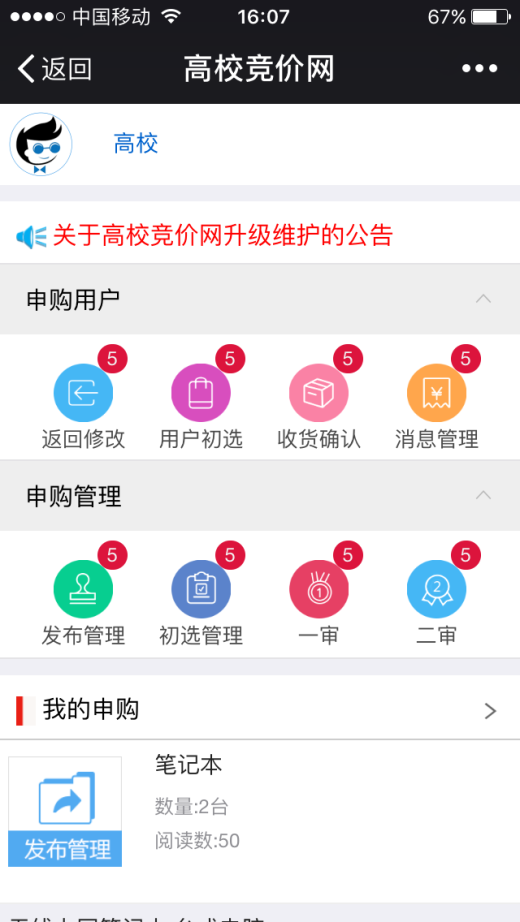 中国移动 16:07 67%
返回 高校竞价网
高校
关于高校竞价网升级维护的公告
申购用户
5 5 5 5
返回修改 用户初选 收货确认 消息管理
申购管理
5 5 5 5
1 2
发布管理 初选管理 一审 二审
我的申购
笔记本
数量:2台
阅读数:50
发布管理